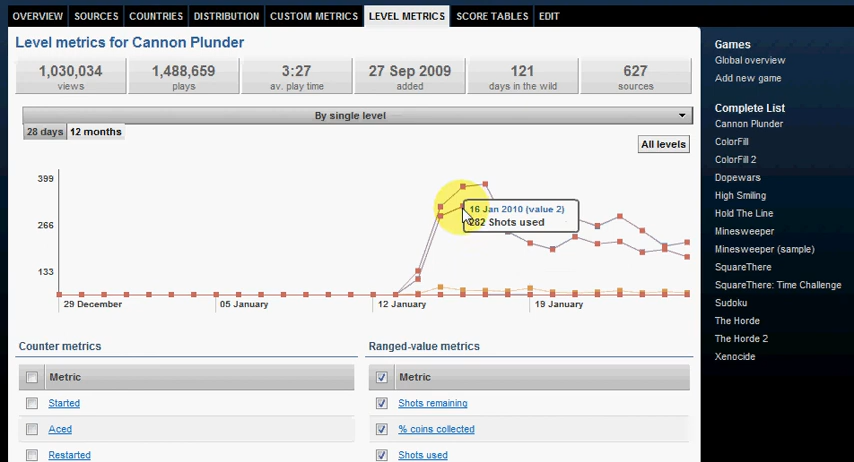 OVERVIEW SOURCES COUNTRIES DISTRIBUTION CUSTOM METRICS LEVEL METRICS SCORE TABLES EDIT
Level metrics for Cannon Plunder
1,030,034 1,488,659 3:27 27 Sep 2009 121 627
views plays av. play time added days in the wild sources
By single level
28 days 12 months
All levels
399
266
133
16 Jan 2010 (value 2)
282 Shots used
29 December 05 January 12 January 19 January
Counter metrics
Metric
Started
Aced
Restarted
Ranged-value metrics
Metric
Shots remaining
% coins collected
Shots used
Games
Global overview
Add new game
Complete List
Cannon Plunder
ColorFill
ColorFill 2
Dopewars
High Smiling
Hold The Line
Minesweeper
Minesweeper (sample)
SquareThere
SquareThere: Time Challenge
Sudoku
The Horde
The Horde 2
Xenocide